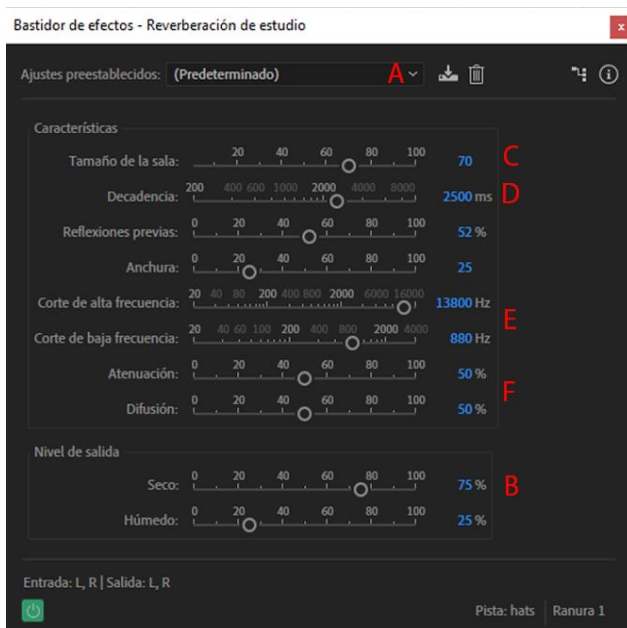 Bastidor de efectos - Reverberación de estudio x
Ajustes preestablecidos: (Predeterminado) A
Características
20 40 60 80 100
Tamaño de la sala: 70 C
200 400 600 1000 2000 4000 8000
Decadencia: 2500 ms D
0 20 40 60 80 100
Reflexiones previas: 52 %
0 20 40 60 80 100
Anchura: 25
20 40 80 200 400 800 2000 6000 16000
Corte de alta frecuencia: 13800 Hz
E
20 40 60 100 200 400 800 2000 4000
Corte de baja frecuencia: 880 Hz
0 20 40 60 80 100
Atenuación: 50 %
F
0 20 40 60 80 100
Difusión: 50 %
Nivel de salida
0 20 40 60 80 100
Seco: 75 % B
0 20 40 60 80 100
Húmedo: 25 %
Entrada: L, R | Salida: L, R
Pista: hats Ranura 1